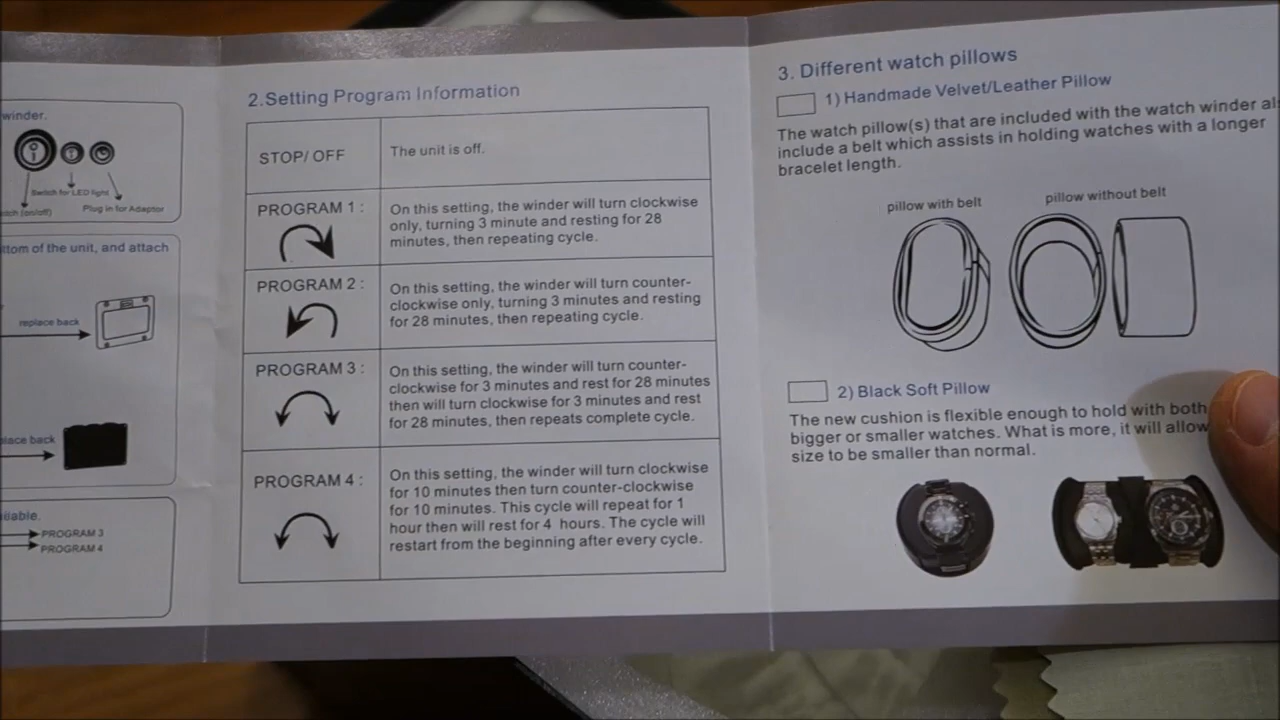 winder.
Switch for LED light
(on/off)
Plug in for Adaptor
ttom of the unit, and attach
replace back
place back
ilable.
PROGRAM 3
PROGRAM 4
2.Setting Program Information
STOP/ OFF
The unit is off.
PROGRAM 1 :
On this setting, the winder will turn clockwise
only, turning 3 minute and resting for 28
minutes, then repeating cycle.
PROGRAM 2 :
On this setting, the winder will turn counter-
clockwise only, turning 3 minutes and resting
for 28 minutes, then repeating cycle.
PROGRAM 3 :
On this setting, the winder will turn counter-
clockwise for 3 minutes and rest for 28 minutes
then will turn clockwise for 3 minutes and rest
for 28 minutes, then repeats complete cycle.
PROGRAM 4 :
On this setting, the winder will turn clockwise
for 10 minutes then turn counter-clockwise
for 10 minutes. This cycle will repeat for 1
hour then will rest for 4 hours. The cycle will
restart from the beginning after every cycle.
3. Different watch pillows
1) Handmade Velvet/Leather Pillow
The watch pillow(s) that are included with the watch winder al
include a belt which assists in holding watches with a longer
bracelet length.
pillow with belt
pillow without belt
2) Black Soft Pillow
The new cushion is flexible enough to hold with both
bigger or smaller watches. What is more, it will allow
size to be smaller than normal.